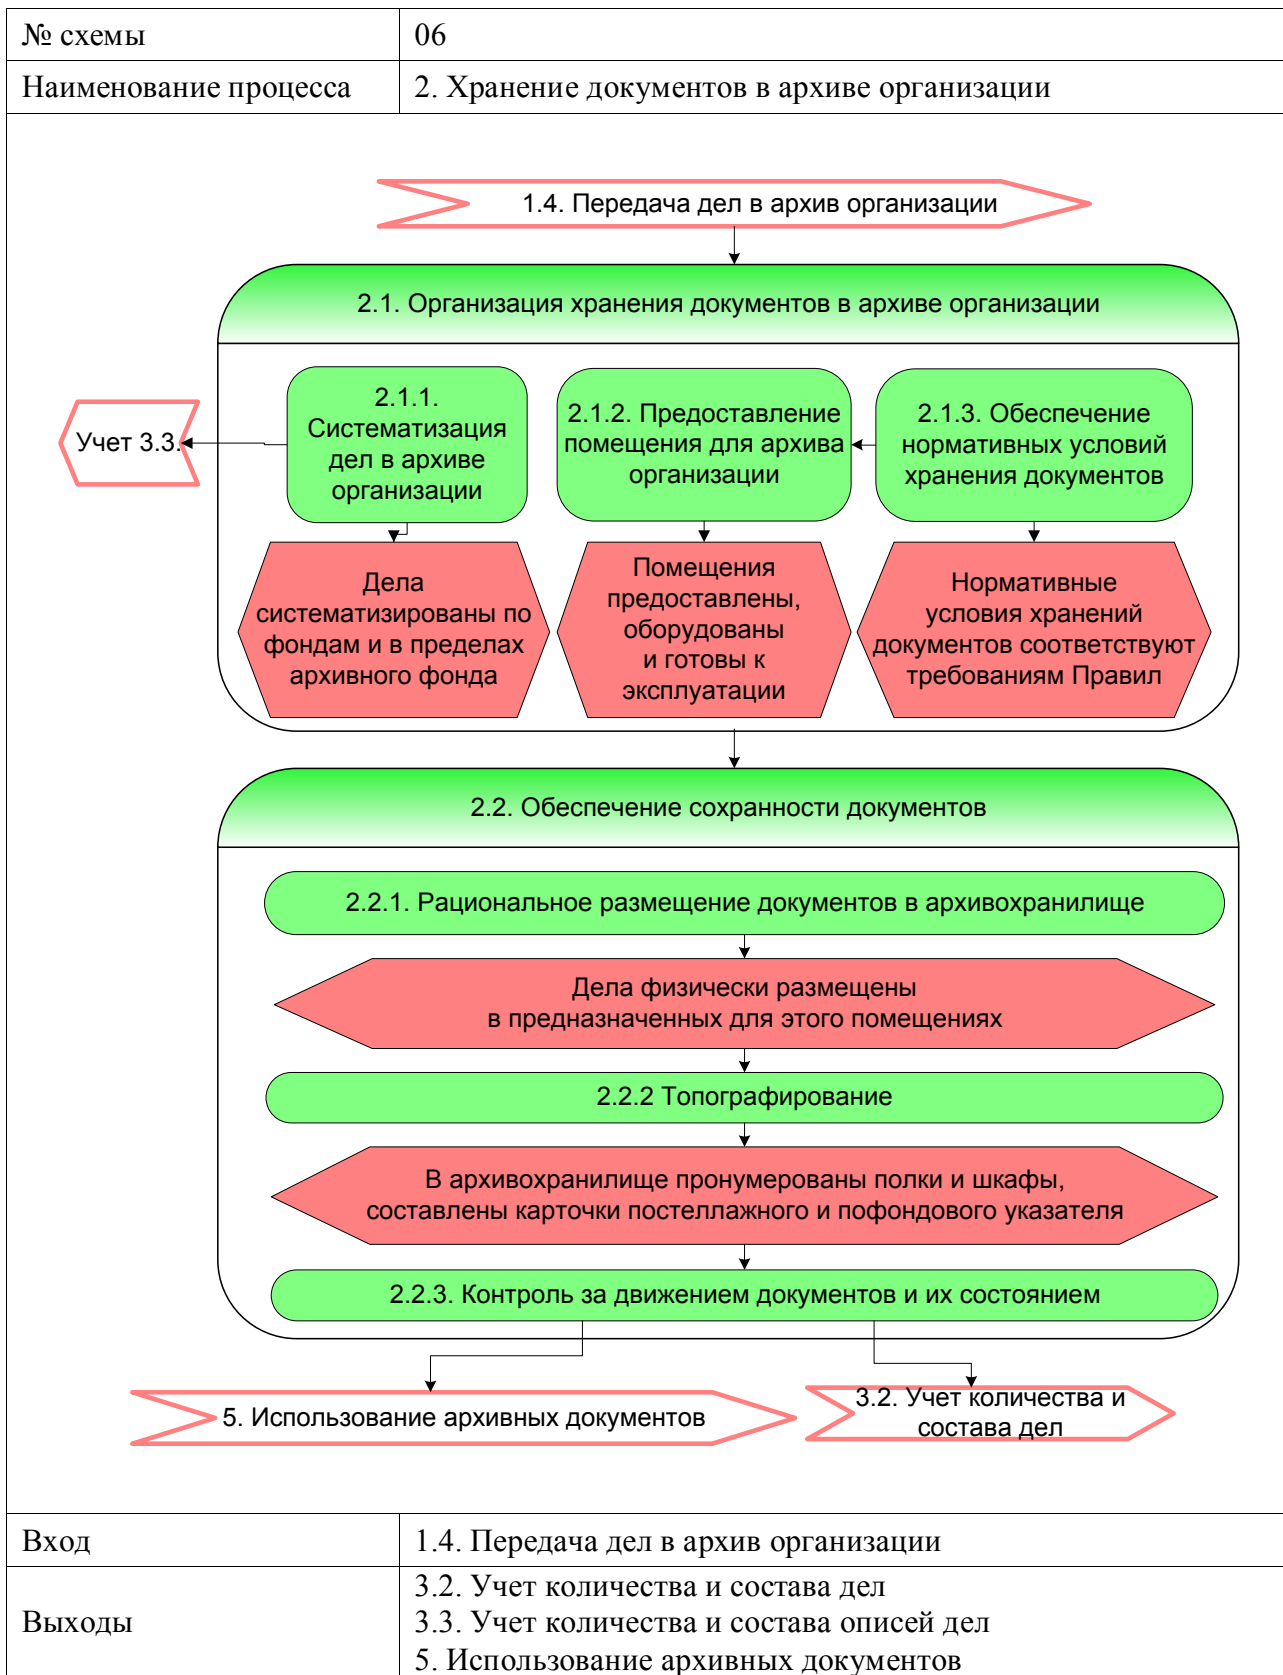 № схемы
06
Наименование процесса
2. Хранение документов в архиве организации
1.4. Передача дел в архив организации
2.1. Организация хранения документов в архиве организации
Учет 3.3.
2.1.1.
Систематизация
дел в архиве
организации
2.1.2. Предоставление
помещения для архива
организации
2.1.3. Обеспечение
нормативных условий
хранения документов
Дела
систематизированы по
фондам и в пределах
архивного фонда
Помещения
предоставлены,
оборудованы
и готовы к
эксплуатации
Нормативные
условия хранений
документов соответствуют
требованиям Правил
2.2. Обеспечение сохранности документов
2.2.1. Рациональное размещение документов в архивохранилище
Дела физически размещены
в предназначенных для этого помещениях
2.2.2 Топографирование
В архивохранилище пронумерованы полки и шкафы,
составлены карточки постеллажного и пофондового указателя
2.2.3. Контроль за движением документов и их состоянием
5. Использование архивных документов
3.2. Учет количества и
состава дел
Вход
1.4. Передача дел в архив организации
Выходы
3.2. Учет количества и состава дел
3.3. Учет количества и состава описей дел
5. Использование архивных документов